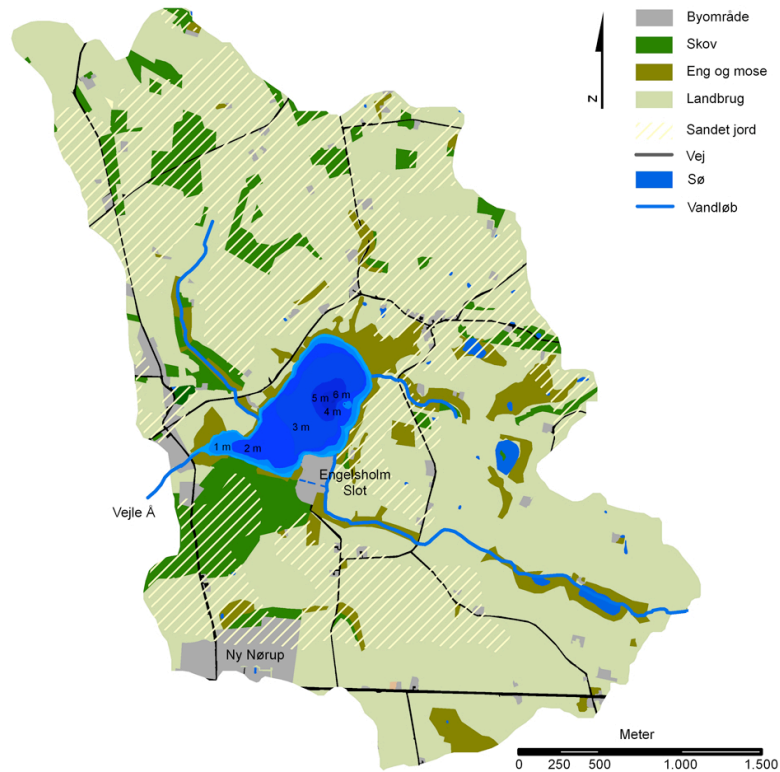 Byområde
Skov
Eng og mose
Landbrug
Sandet jord
Vej
Sø
Vandløb
N
5 m 6 m
4 m
3 m
1 m 2 m
Engelsholm
Slot
Vejle Å
Ny Nørup
Meter
0 250 500 1.000 1.500